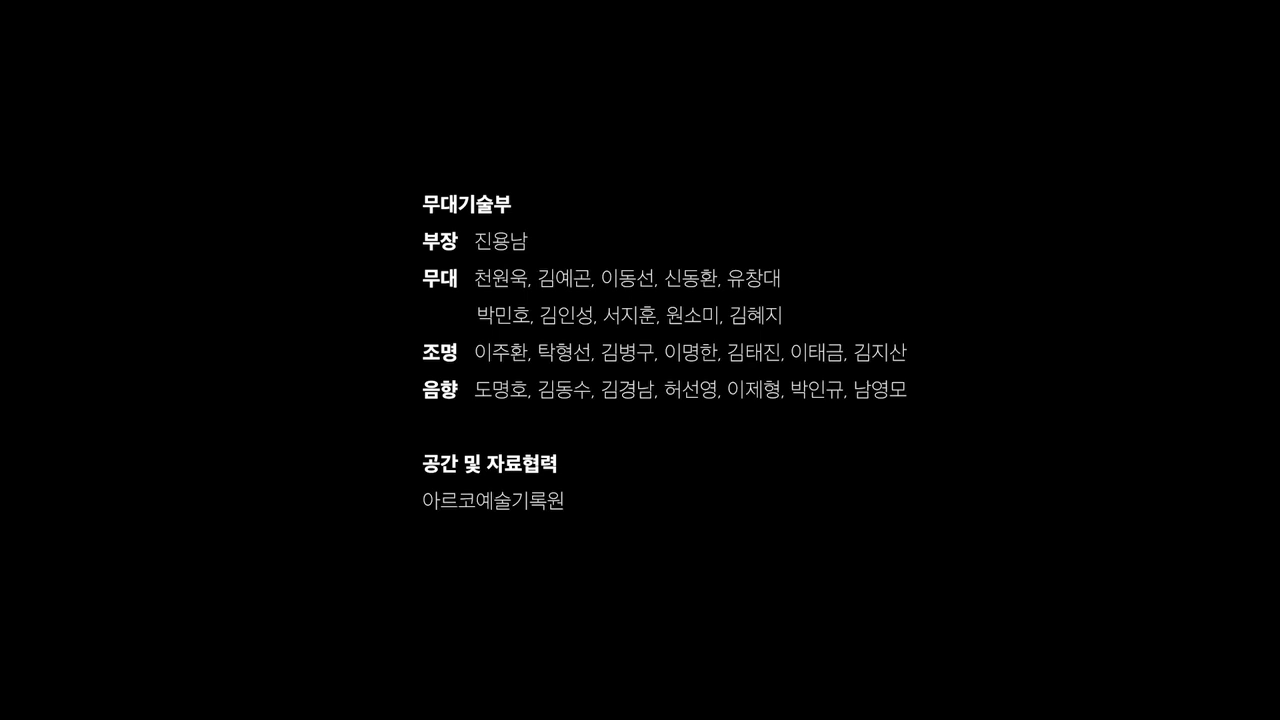 무대기술부
부장 진용남
무대 천원욱, 김예곤, 이동선, 신동환, 유창대
박민호, 김인성, 서지훈, 원소미, 김혜지
조명 이주환, 탁형선, 김병구, 이명한, 김태진, 이태금, 김지산
음향 도명호, 김동수, 김경남, 허선영, 이제형, 박인규, 남영모
공간 및 자료협력
아르코예술기록원